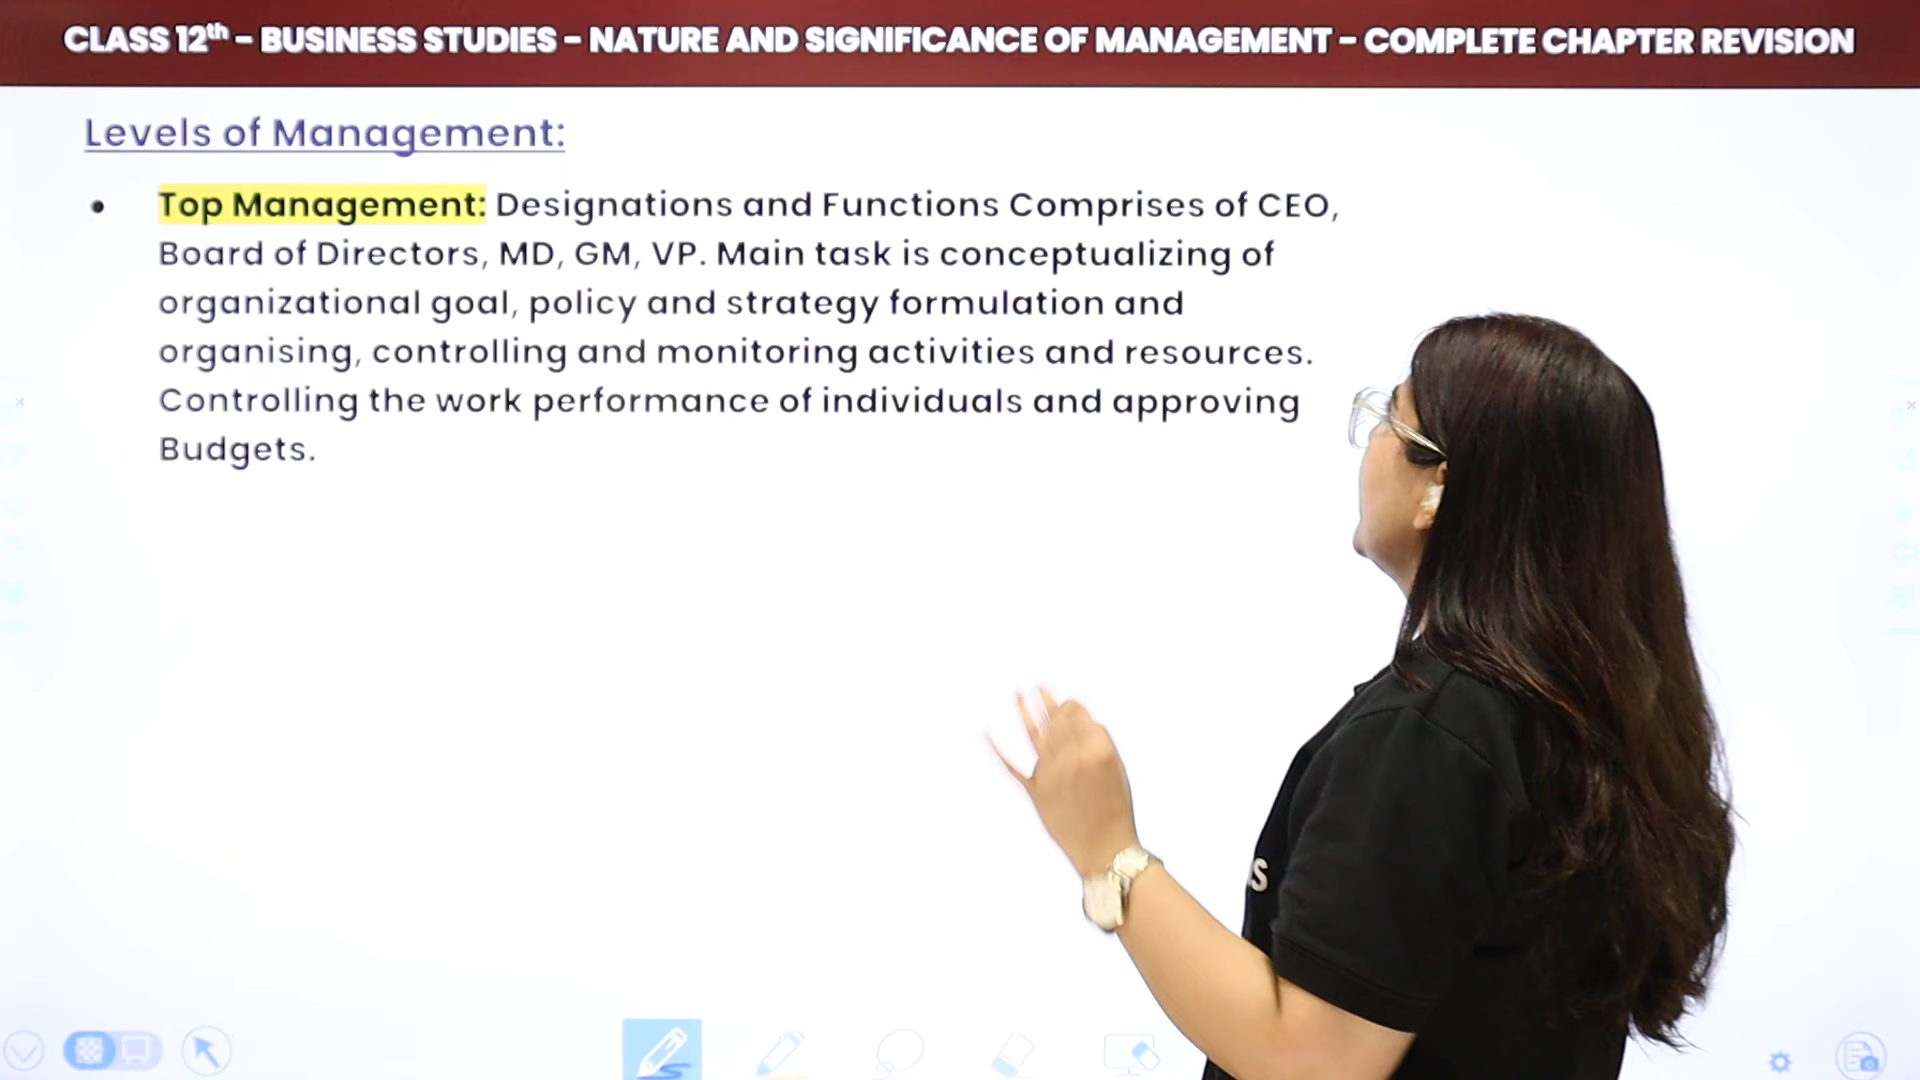 CLASS 12th – BUSINESS STUDIES – NATURE AND SIGNIFICANCE OF MANAGEMENT – COMPLETE CHAPTER REVISION
Levels of Management:
• Top Management: Designations and Functions Comprises of CEO,
Board of Directors, MD, GM, VP. Main task is conceptualizing of
organizational goal, policy and strategy formulation and
organising, controlling and monitoring activities and resources.
Controlling the work performance of individuals and approving
Budgets.
S